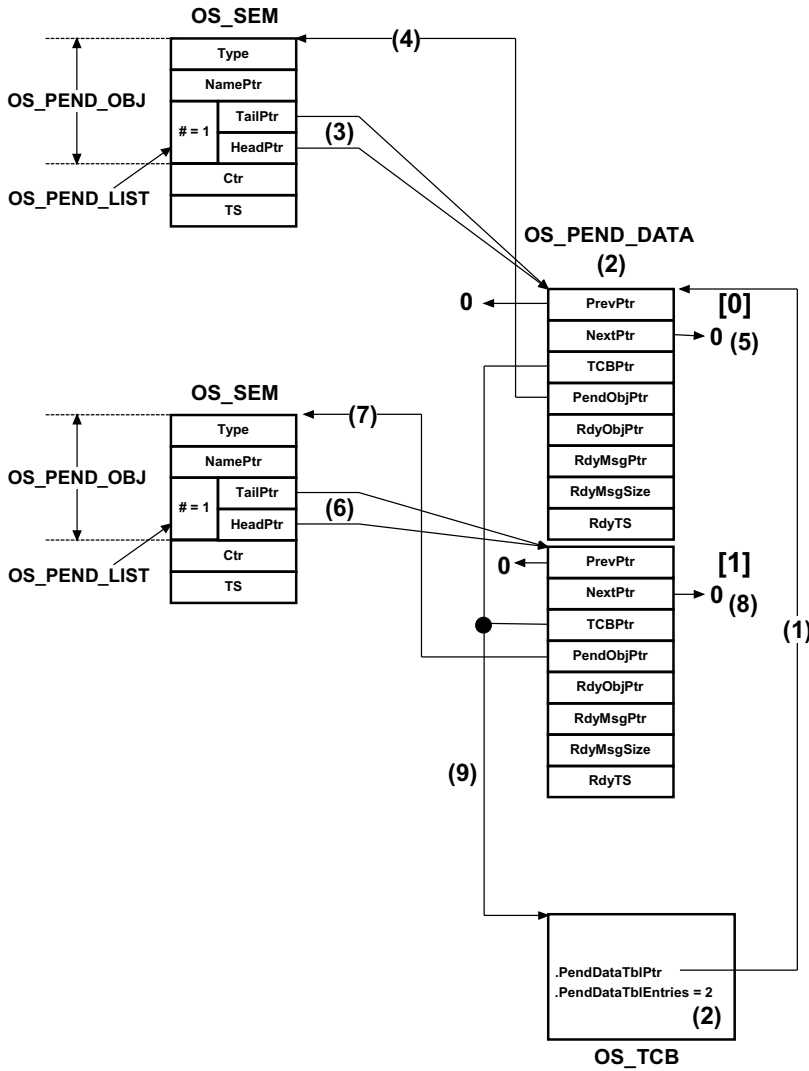 OS_SEM
(4)
Type
NamePtr
OS_PEND_OBJ
# = 1
TailPtr
HeadPtr
(3)
OS_PEND_LIST
Ctr
TS
OS_PEND_DATA
(2)
0
PrevPtr
[0]
NextPtr
0 (5)
TCBPtr
PendObjPtr
RdyObjPtr
RdyMsgPtr
RdyMsgSize
RdyTS
OS_SEM
(7)
Type
NamePtr
OS_PEND_OBJ
# = 1
TailPtr
HeadPtr
(6)
OS_PEND_LIST
Ctr
TS
0
PrevPtr
[1]
NextPtr
0 (8)
TCBPtr
(1)
PendObjPtr
RdyObjPtr
RdyMsgPtr
RdyMsgSize
RdyTS
(9)
.PendDataTblPtr
.PendDataTblEntries = 2
(2)
OS_TCB